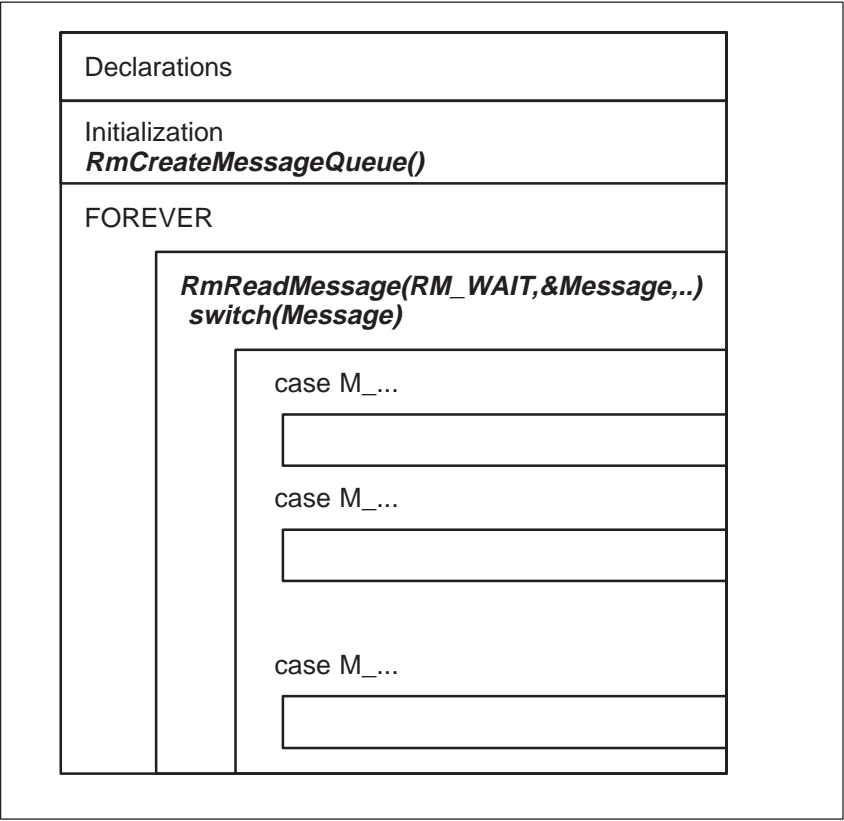 Declarations
Initialization
RmCreateMessageQueue()
FOREVER
RmReadMessage(RM_WAIT,&Message,..)
switch(Message)
case M_...
case M_...
case M_...